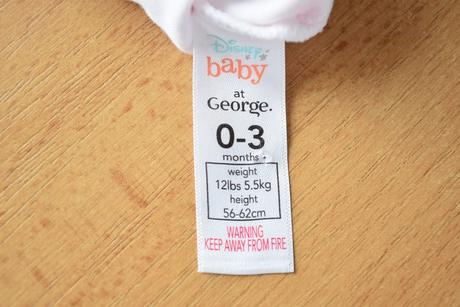 Disney
baby
at
George.
0-3
months
weight
12lbs 5.5kg
height
56-62cm
WARNING
KEEP AWAY FROM FIRE